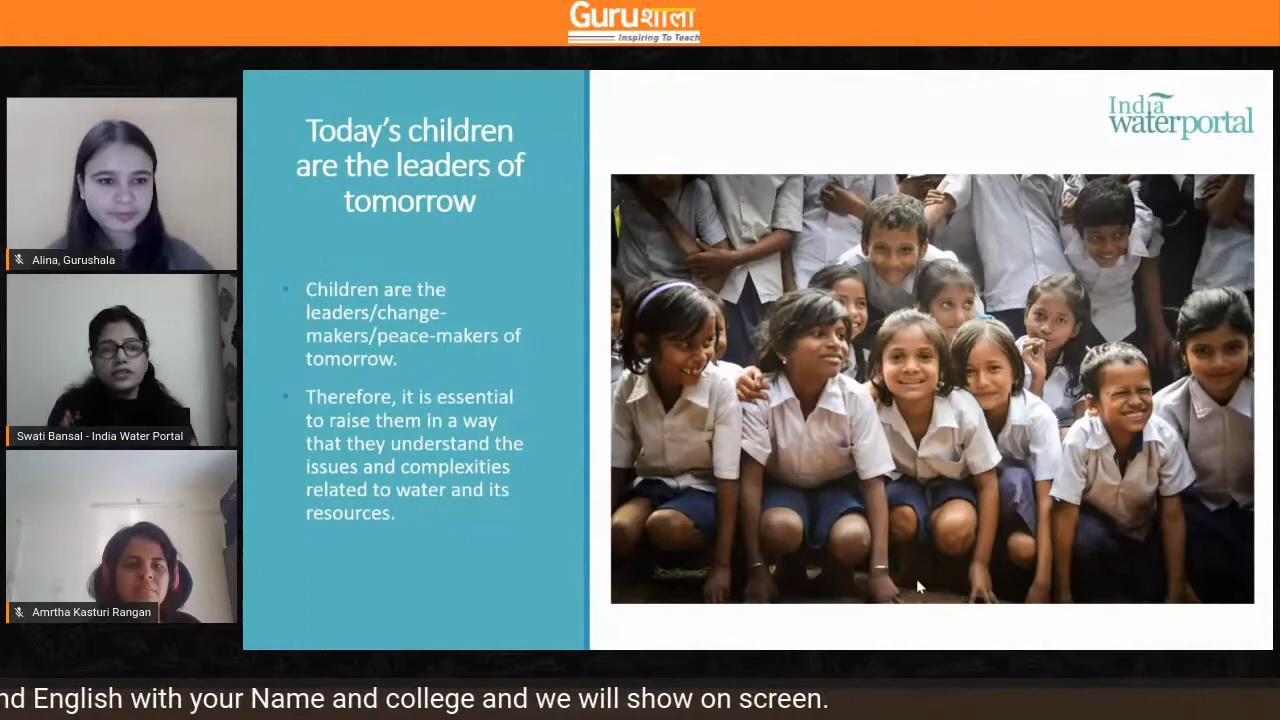 Guruशाला
Inspiring To Teach
Alina, Gurushala
Swati Bansal - India Water Portal
Amrtha Kasturi Rangan
Today's children
are the leaders of
tomorrow
• Children are the
leaders/change-
makers/peace-makers of
tomorrow.
• Therefore, it is essential
to raise them in a way
that they understand the
issues and complexities
related to water and its
resources.
India
waterportal
nd English with your Name and college and we will show on screen.